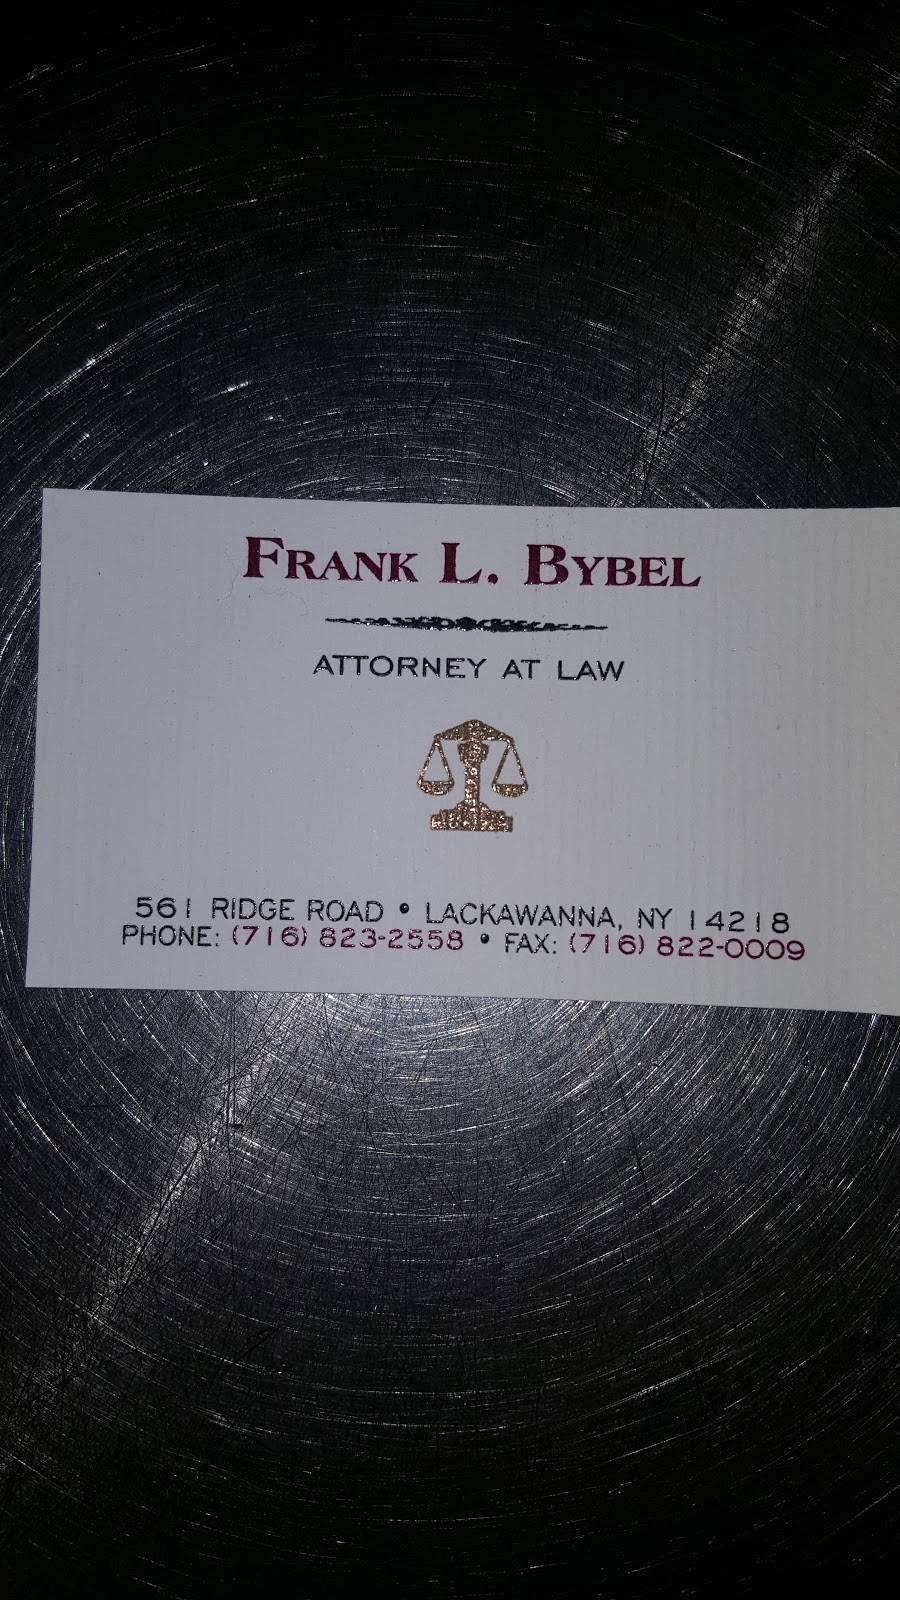 FRANK L. BYBEL
ATTORNEY AT LAW
561 RIDGE ROAD • LACKAWANNA, NY 14218
PHONE: (716) 823-2558 • FAX: (716) 822-0009